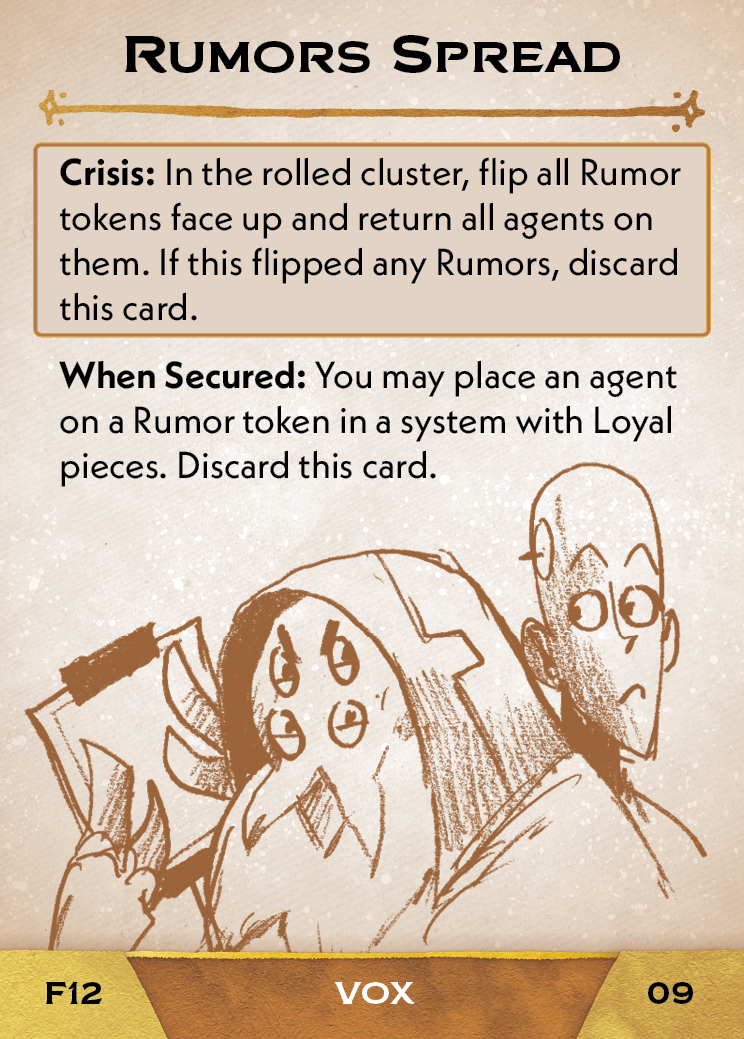 Rumors Spread
Crisis: In the rolled cluster, flip all Rumor
tokens face up and return all agents on
them. If this flipped any Rumors, discard
this card.
When Secured: You may place an agent
on a Rumor token in a system with Loyal
pieces. Discard this card.
F12
VOX
09